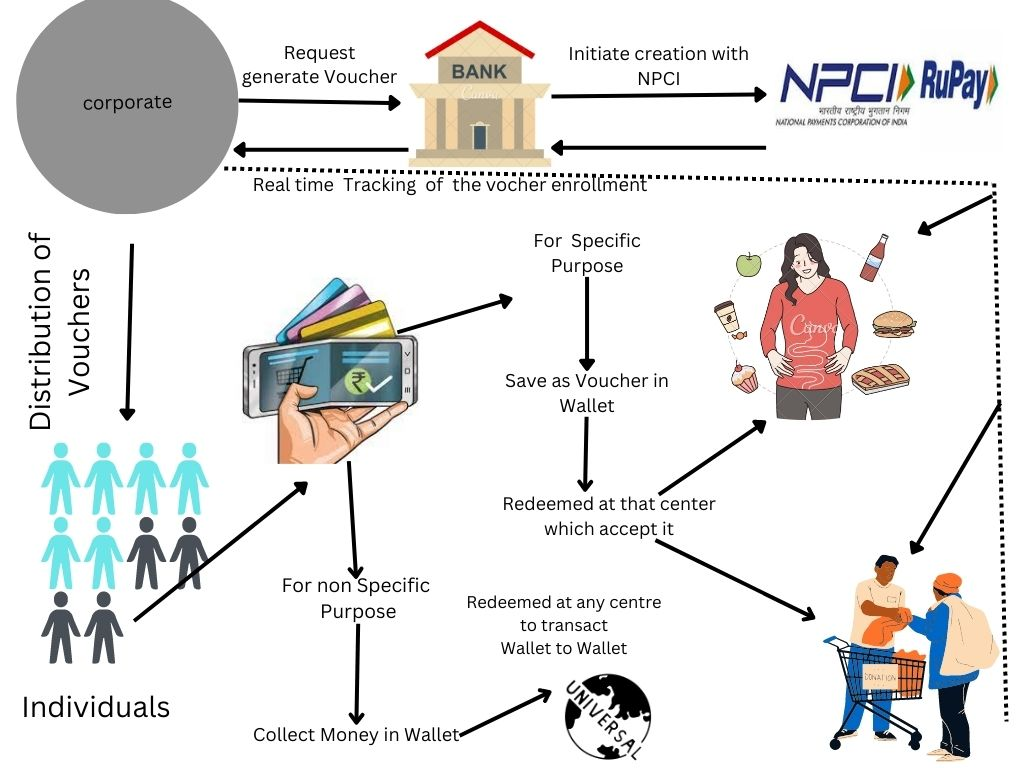 corporate
Request
generate Voucher
BANK
Canva
Initiate creation with
NPCI
NPCI RuPay
भारतीय राष्ट्रीय भुगतान निगम
NATIONAL PAYMENTS CORPORATION OF INDIA
Real time Tracking of the vocher enrollment
Distribution of
Vouchers
For Specific
Purpose
Canva
Save as Voucher in
Wallet
Redeemed at that center
which accept it
For non Specific
Purpose
Redeemed at any centre
to transact
Wallet to Wallet
DONATION
Individuals
Collect Money in Wallet
UNIVERSAL